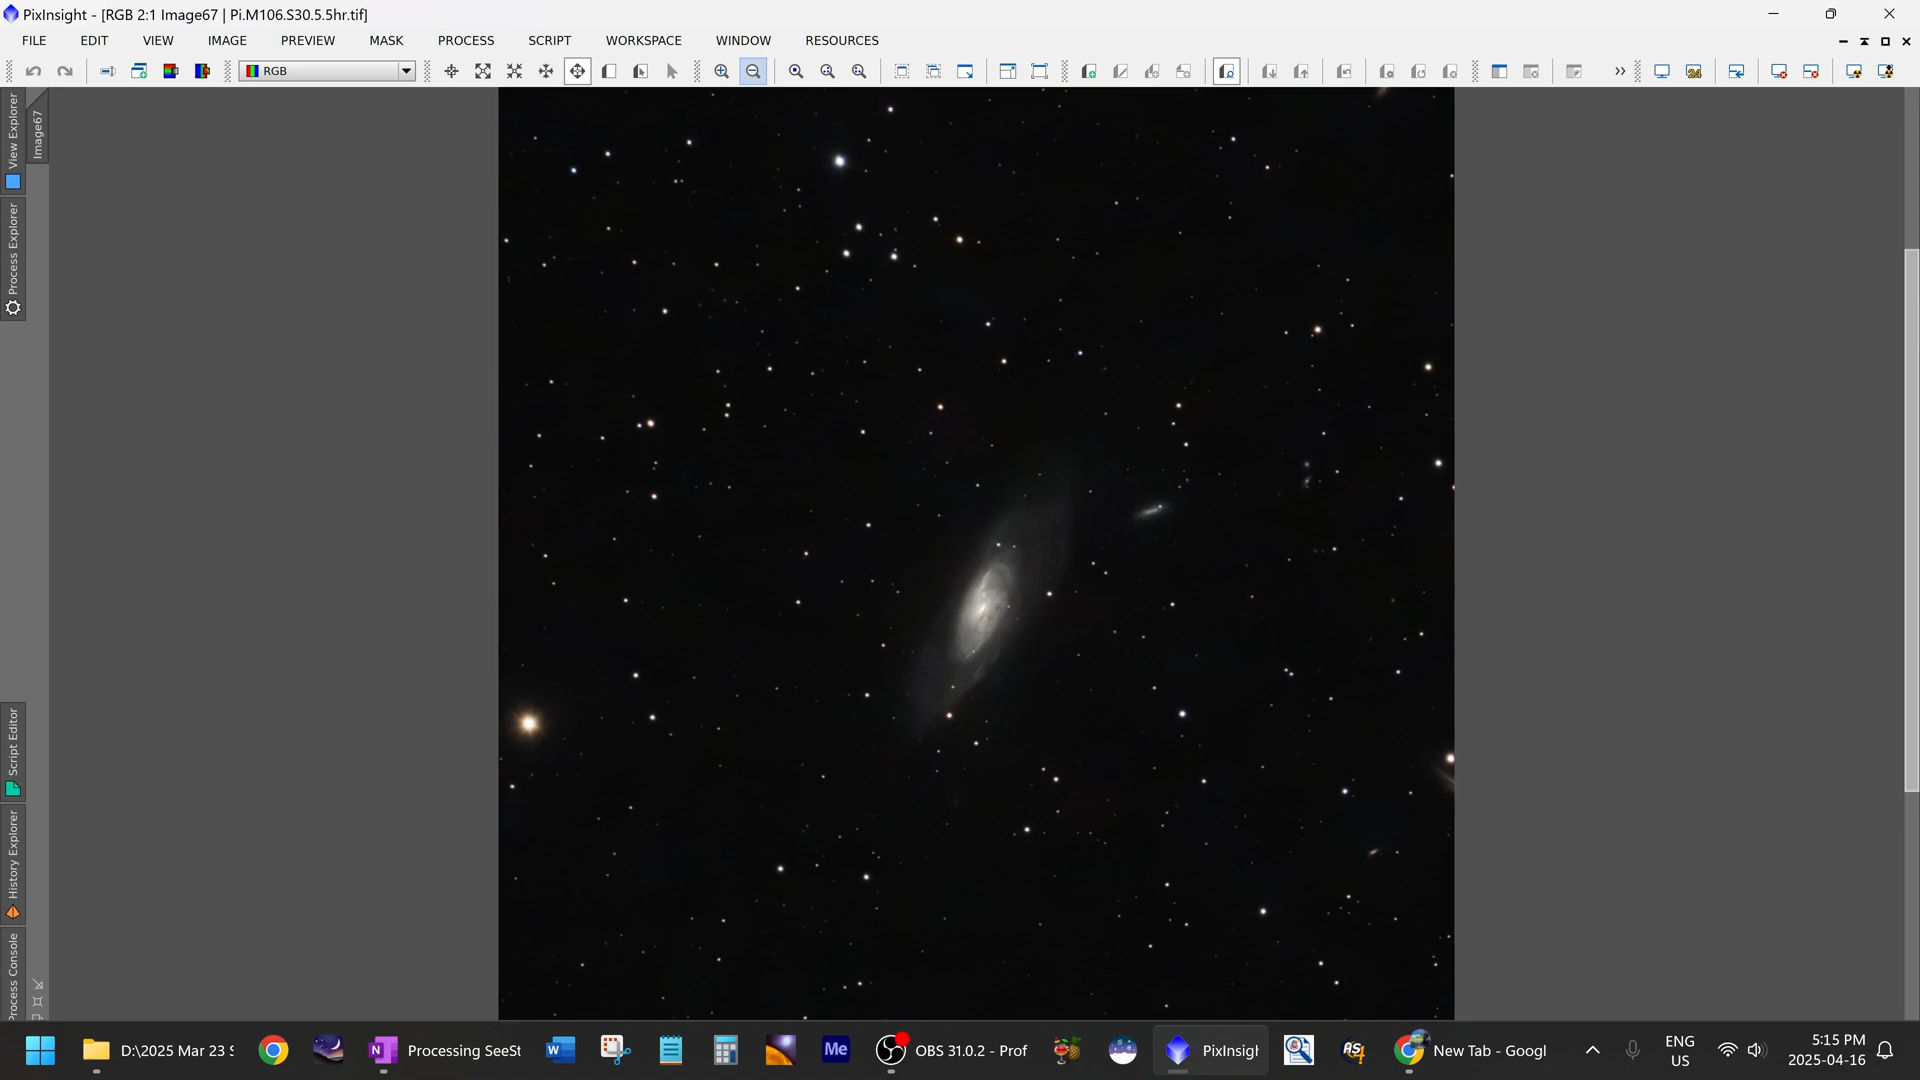 PixInsight - [RGB 2:1 Image67 | Pi.M106.S30.5.5hr.tif]
FILE EDIT VIEW IMAGE PREVIEW MASK PROCESS SCRIPT WORKSPACE WINDOW RESOURCES
RGB
View Explorer
Image67
Process Explorer
Script Editor
History Explorer
Process Console
D:\2025 Mar 23 S
Processing SeeSt
Me
OBS 31.0.2 - Prof
PixInsigh
New Tab - Googl
ENG
US
5:15 PM
2025-04-16